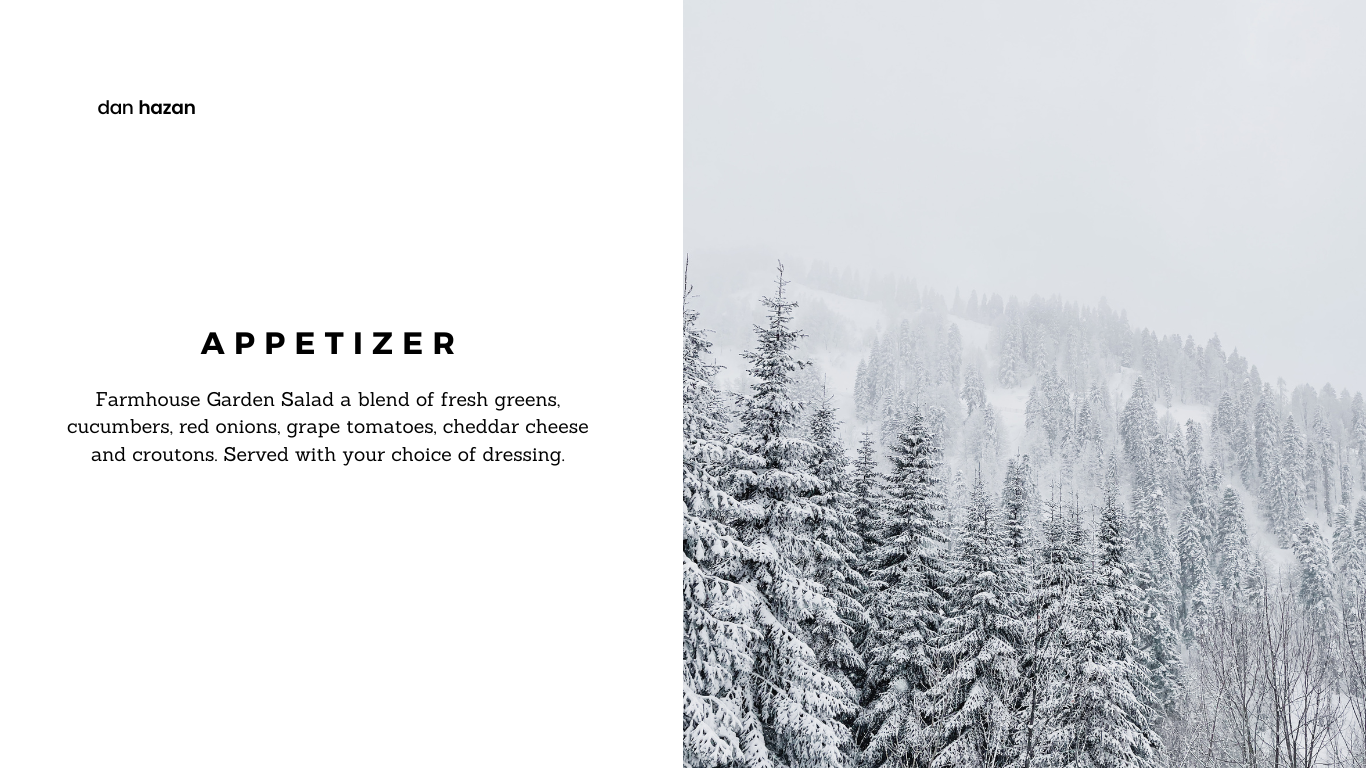 dan hazan
APPETIZER
Farmhouse Garden Salad a blend of fresh greens,
cucumbers, red onions, grape tomatoes, cheddar cheese
and croutons. Served with your choice of dressing.